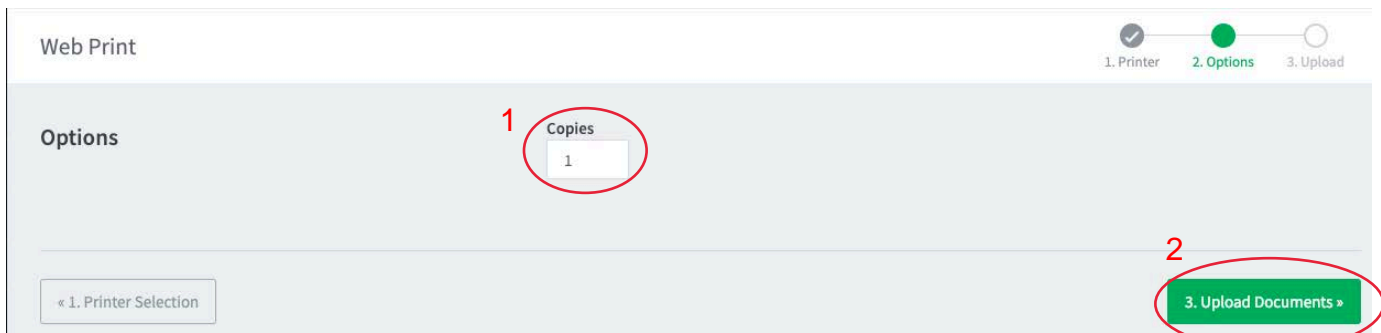 Web Print
1. Printer
2. Options
3. Upload
Options
1
Copies
1
2
« 1. Printer Selection
3. Upload Documents »